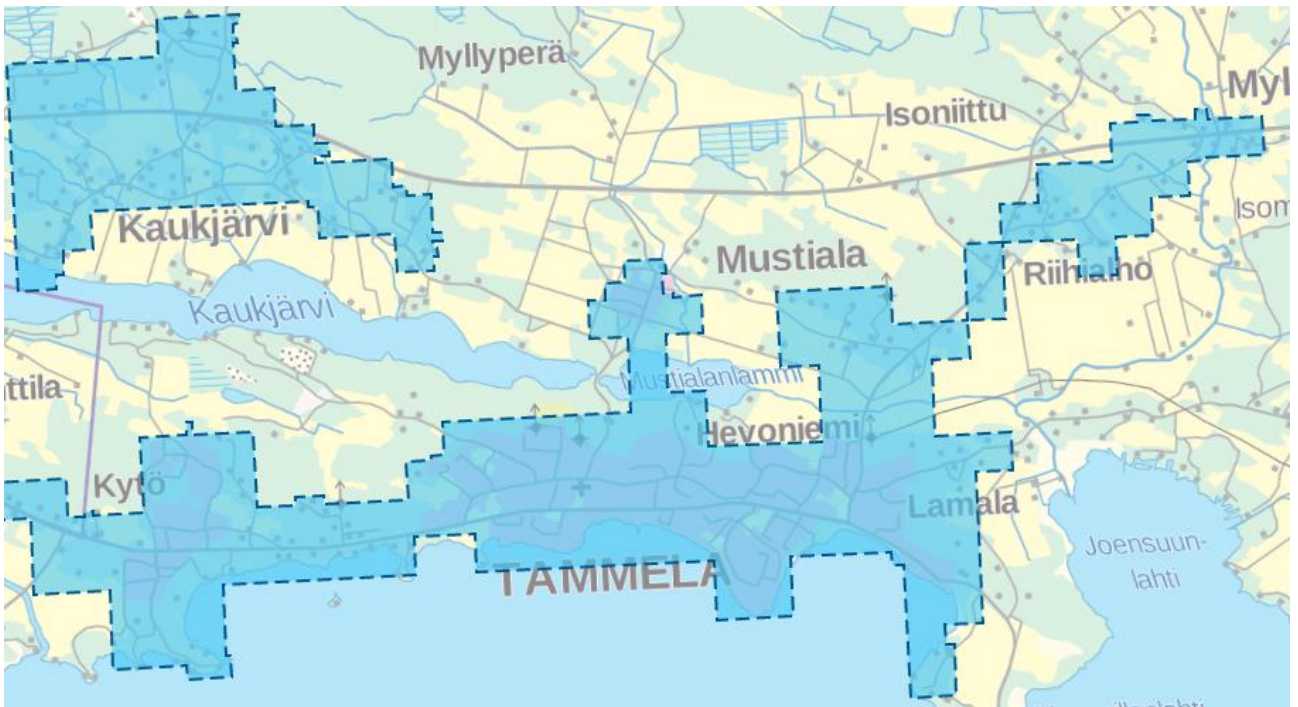 Myllyperä
Myl
Isoniittu
Isom
Kaukjärvi
Mustiala
Riihialho
Kaukjärvi
Mustialanlammi
ttila
Hevoniemi
Kytö
Lamala
Joensuun-
lahti
TAMMELA